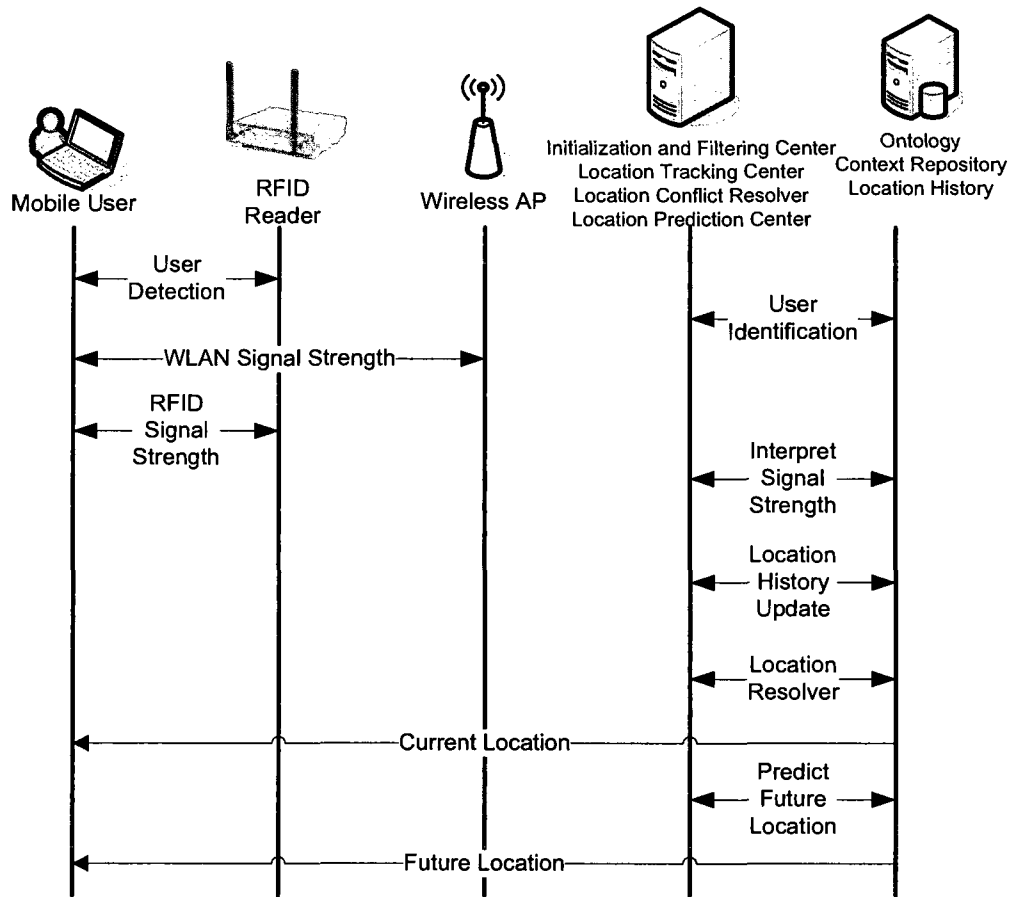 Mobile User
RFID
Reader
Wireless AP
Initialization and Filtering Center
Location Tracking Center
Location Conflict Resolver
Location Prediction Center
Ontology
Context Repository
Location History
User
Detection
User
Identification
WLAN Signal Strength
RFID
Signal
Strength
Interpret
Signal
Strength
Location
History
Update
Location
Resolver
Current Location
Predict
Future
Location
Future Location